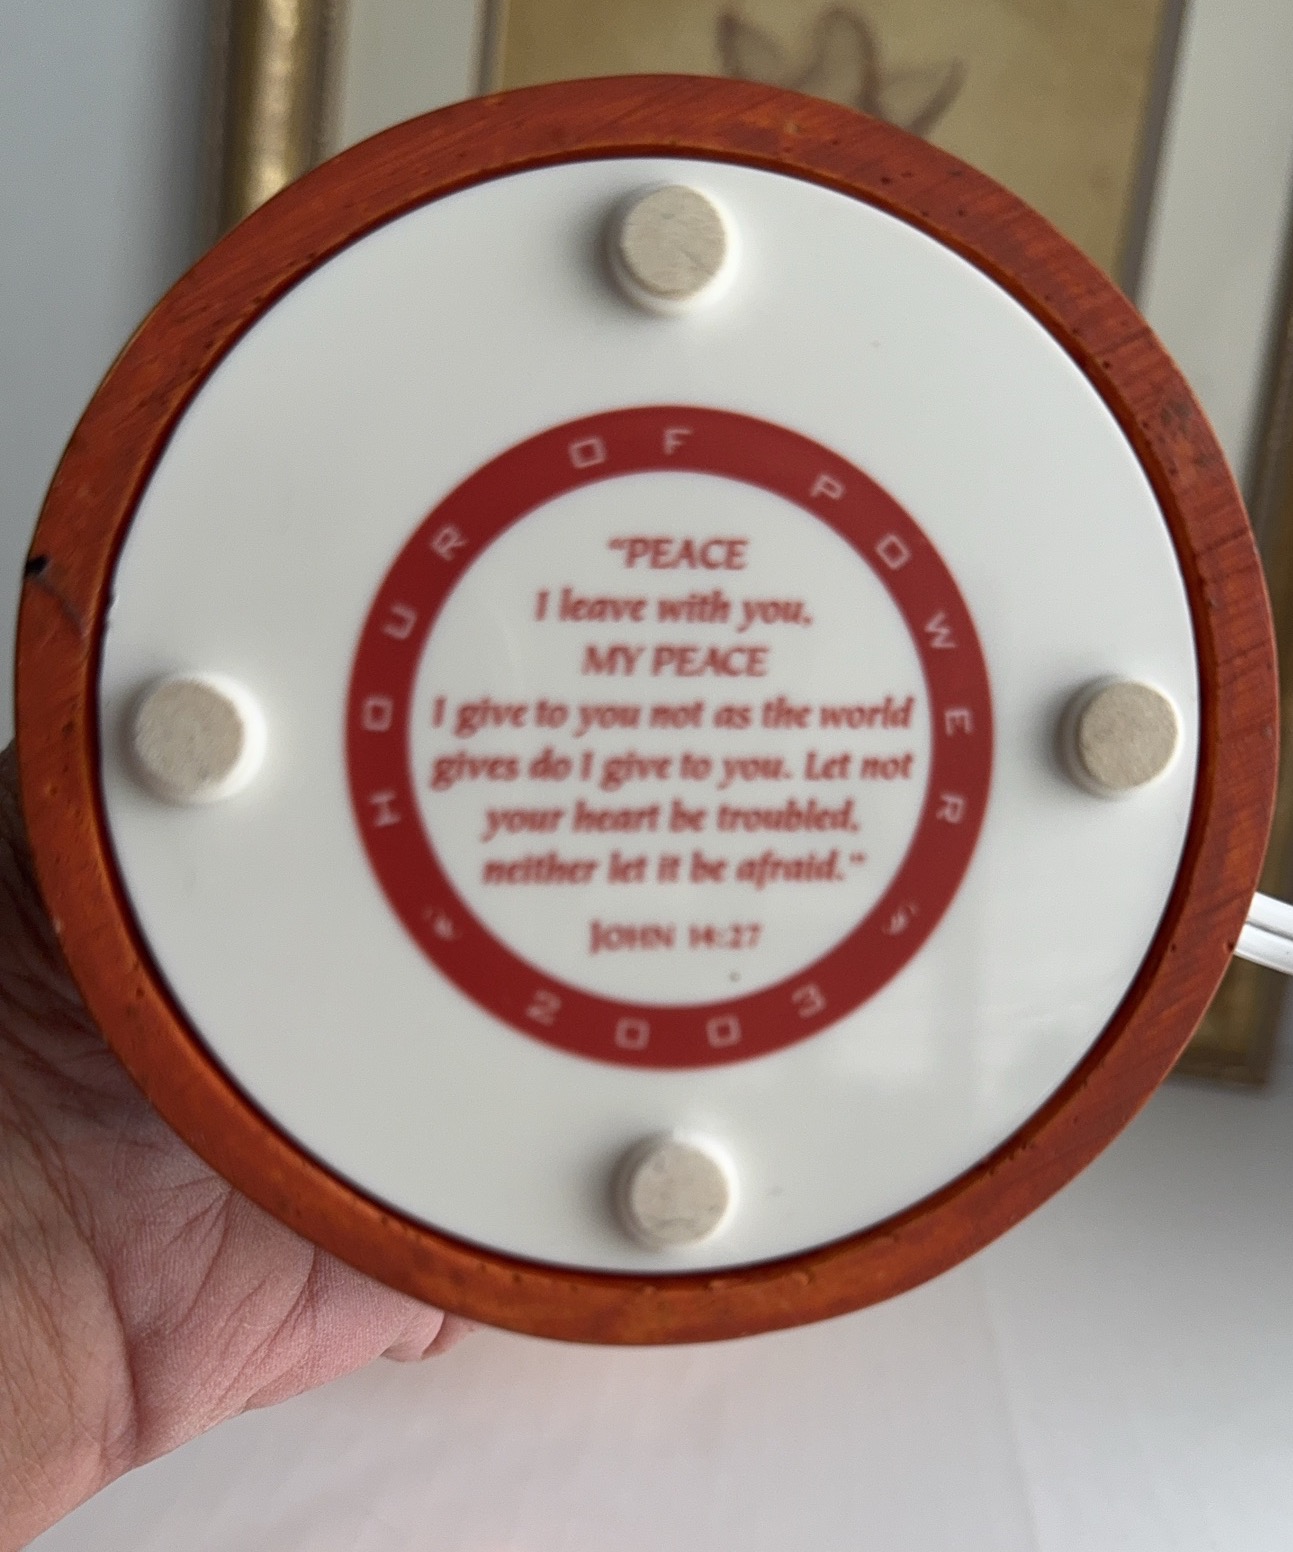 HOUR OF POWER
"PEACE
I leave with you,
MY PEACE
I give to you not as the world
gives do I give to you. Let not
your heart be troubled,
neither let it be afraid."
JOHN 14:27
2003